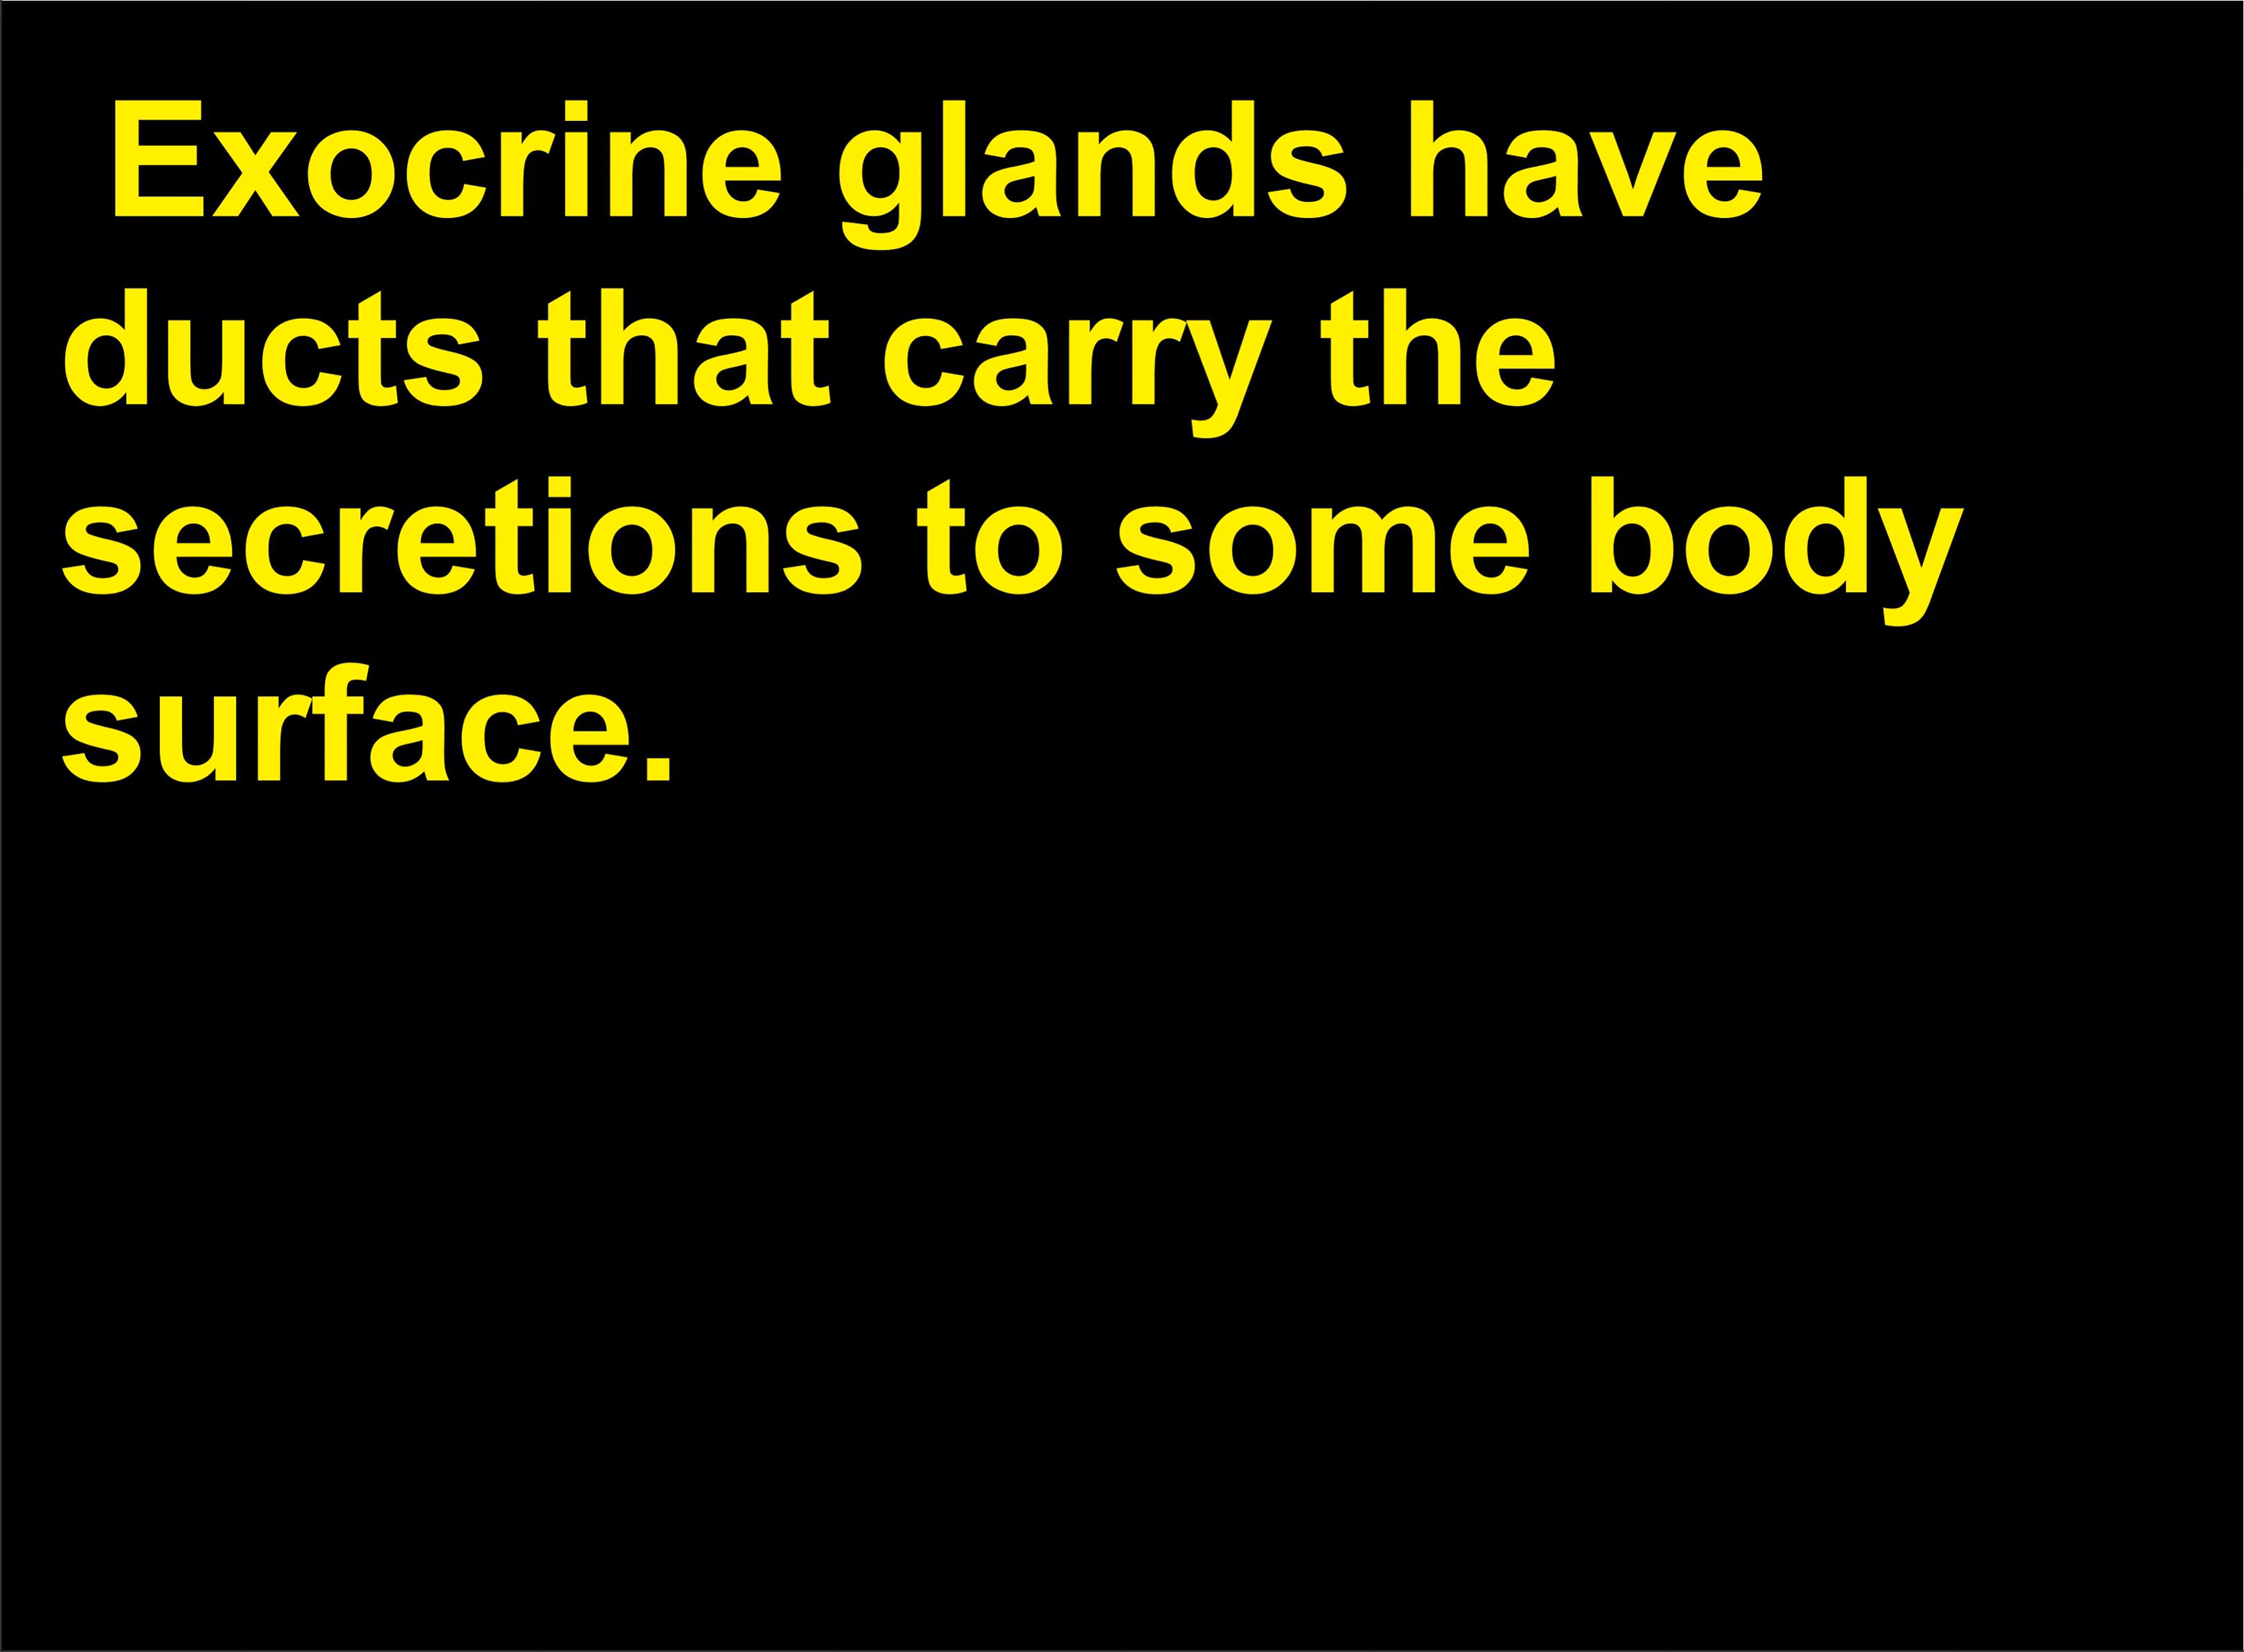 Exocrine glands have
ducts that carry the
secretions to some body
surface.